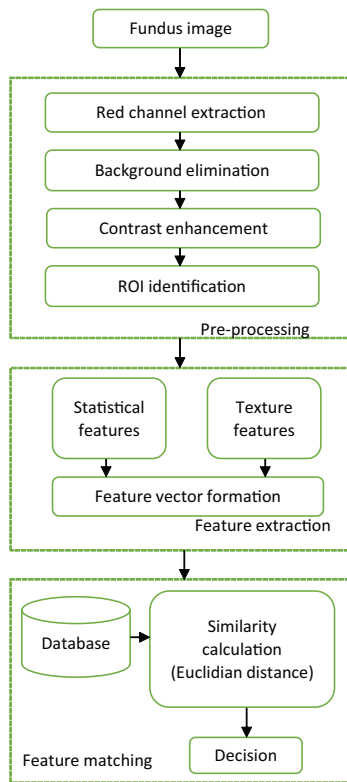 Fundus image
Red channel extraction
Background elimination
Contrast enhancement
ROI identification
Pre-processing
Statistical
features
Texture
features
Feature vector formation
Feature extraction
Database
Similarity
calculation
(Euclidian distance)
Decision
Feature matching